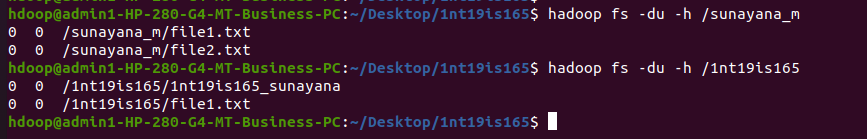 hdoop@admin1-HP-280-G4-MT-Business-PC:~/Desktop/1nt19is165$ hadoop fs -du -h /sunayana_m
0  0  /sunayana_m/file1.txt
0  0  /sunayana_m/file2.txt
hdoop@admin1-HP-280-G4-MT-Business-PC:~/Desktop/1nt19is165$ hadoop fs -du -h /1nt19is165
0  0  /1nt19is165/1nt19is165_sunayana
0  0  /1nt19is165/file1.txt
hdoop@admin1-HP-280-G4-MT-Business-PC:~/Desktop/1nt19is165$